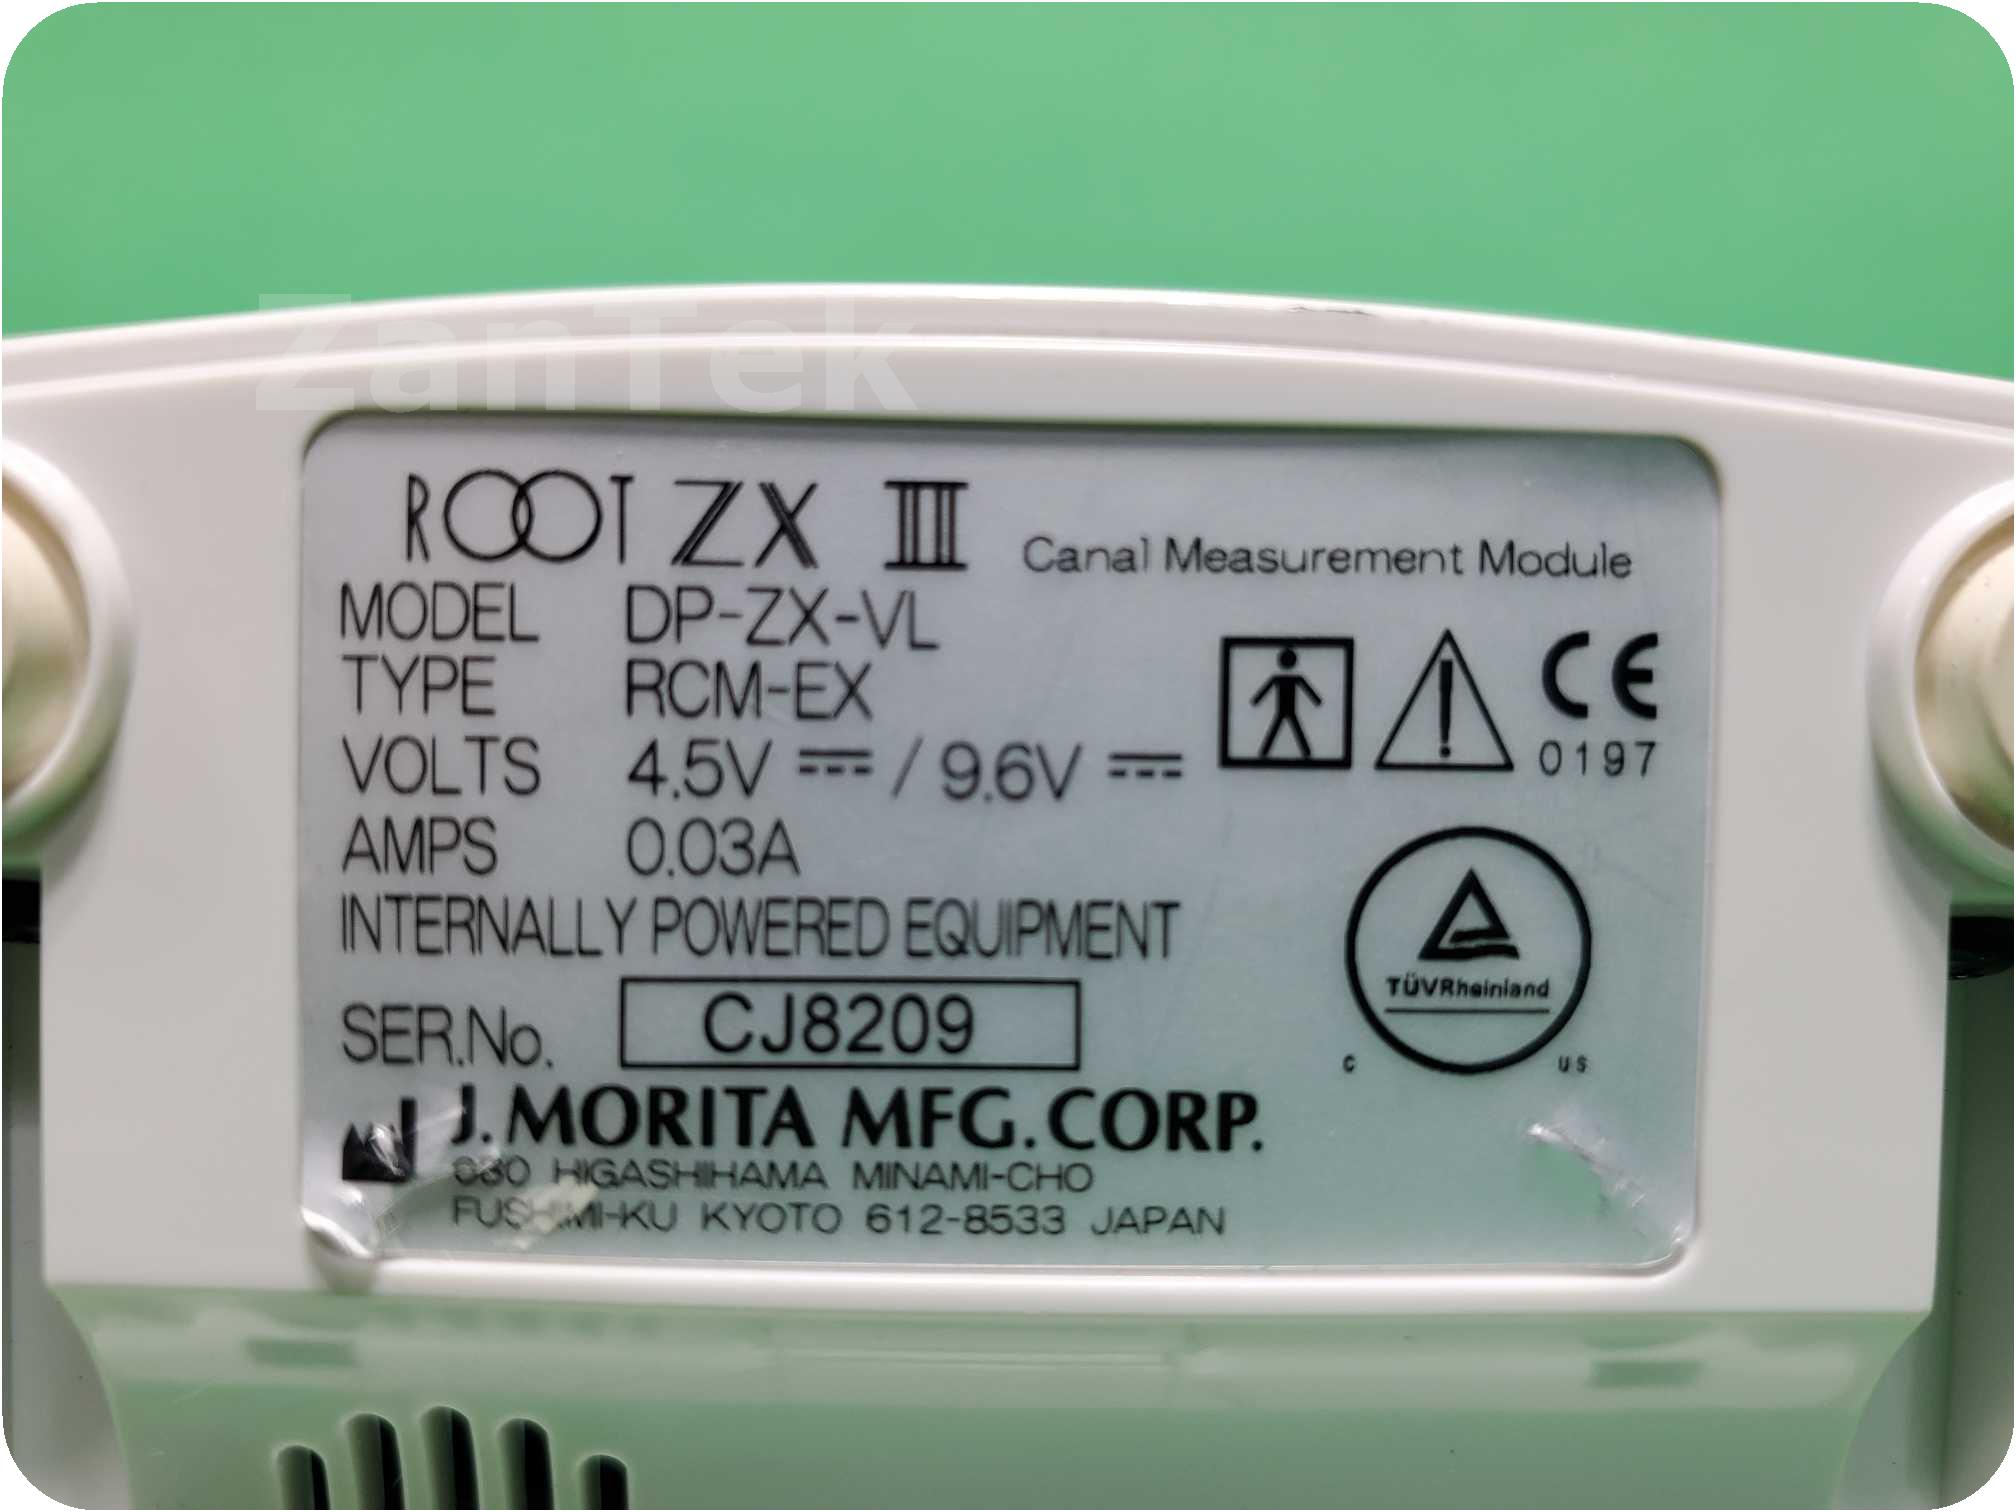 ZanTek
ROOT ZX III Canal Measurement Module
MODEL DP-ZX-VL
TYPE RCM-EX
VOLTS 4.5V / 9.6V
CE
0197
AMPS 0.03A
INTERNALLY POWERED EQUIPMENT
TÜVRheinland
C US
SER.No. CJ8209
J. MORITA MFG. CORP.
680 HIGASHIHAMA MINAMI-CHO
FUSHIMI-KU KYOTO 612-8533 JAPAN